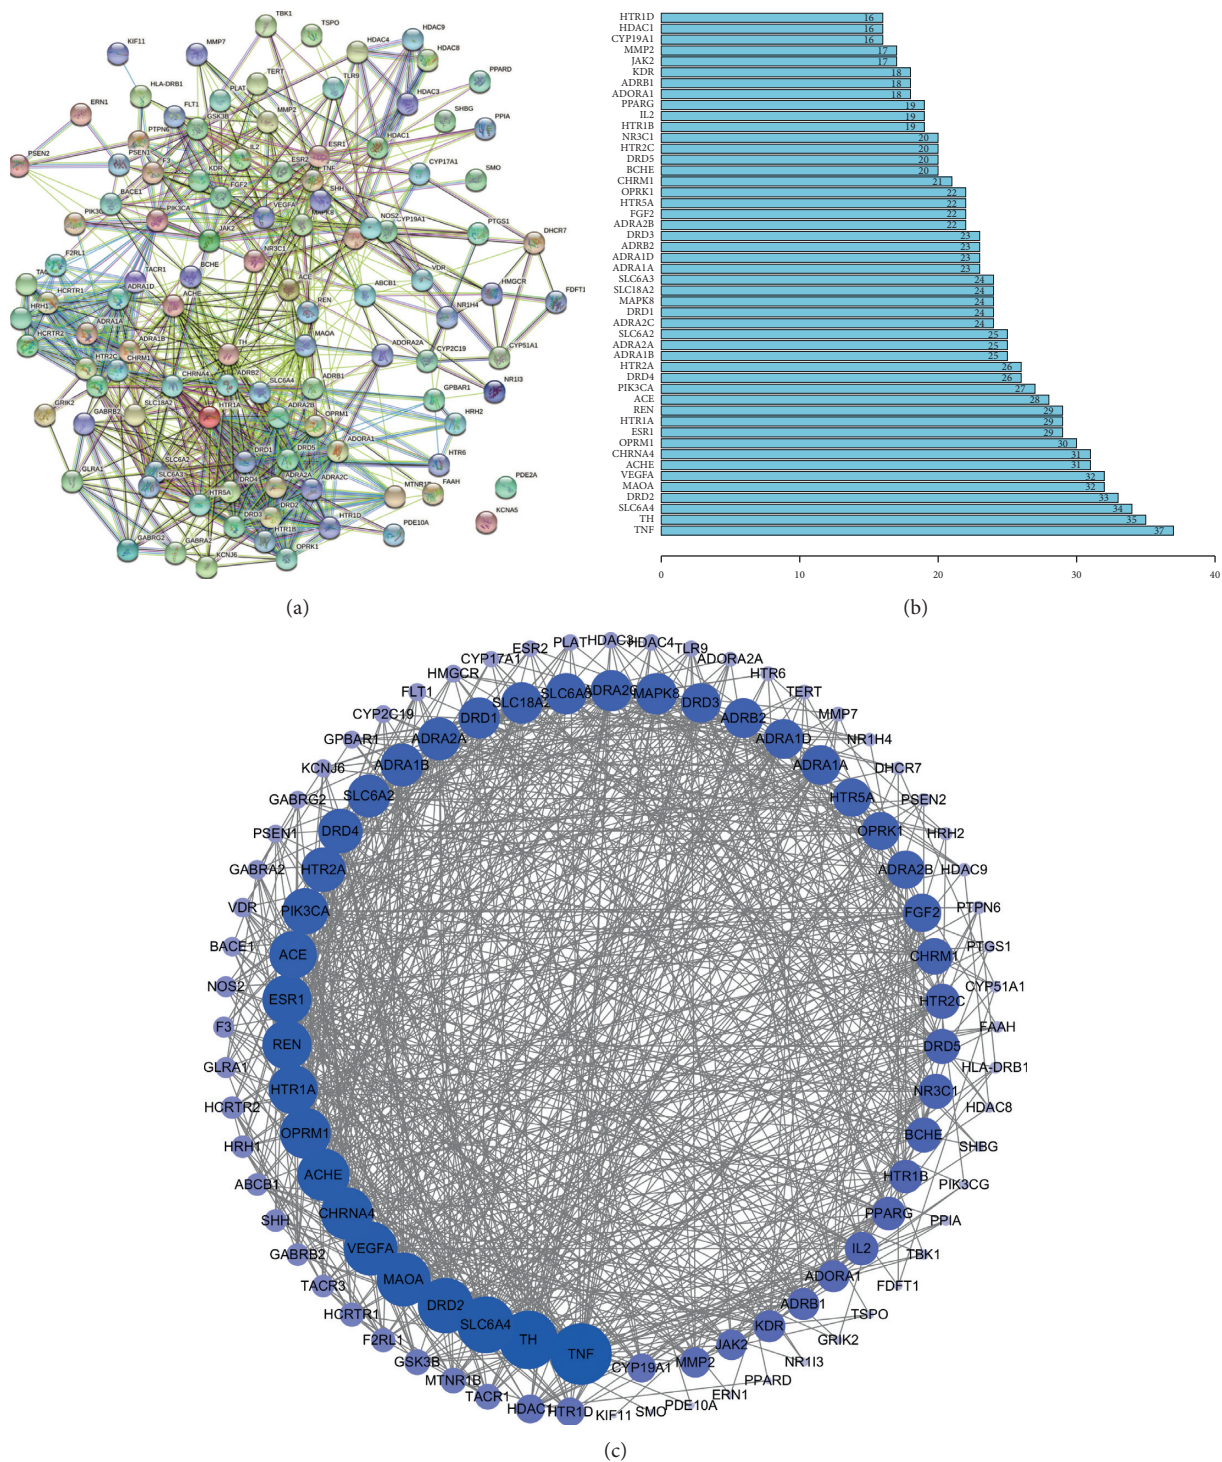 TBK1
TSPO
KIF11
MMP7
HDAC4
HDAC9
HDAC8
HLA-DRB1
TERT
PLAT
TLR9
PPARD
HDAC3
ERN1
FLT1
GSK3B
MMP2
SHBG
PPIA
PTPN6
HDAC1
PSEN2
PSEN1
F3
IL2
ESR2
ESR1
TNF
KDR
FGF2
CYP17A1
SMO
BACE1
SHH
VEGFA
MAPK8
PIK3CA
NOS2
CYP19A1
PTGS1
DHCR7
JAK2
NR3C1
F2RL1
TACR1
BCHE
ACE
VDR
HMGCR
FDFT1
HCRTR1
ADRA1D
ACHE
REN
ABCB1
NR1H4
HRH1
ADRA1A
ADRA1B
MAOA
ADORA2A
CYP2C19
CYP51A1
HCRTR2
HTR2C
CHRM1
TH
CHRNA4
ADRB2
SLC6A4
ADRB1
GPBAR1
NR1I3
GRIK2
GABRB2
SLC18A2
HTR1A
ADRA2B
OPRM1
HRH2
ADORA1
DRD1
DRD5
HTR6
GLRA1
SLC6A2
SLC6A3
DRD4
ADRA2A
ADRA2C
MTNR1B
FAAH
PDE2A
HTR5A
DRD3
DRD2
HTR1B
HTR1D
PDE10A
KCNA5
GABRG2
GABRA2
KCNJ6
OPRK1
(a)
HTR1D 16
HDAC1 16
CYP19A1 16
MMP2 17
JAK2 17
KDR 18
ADRB1 18
ADORA1 18
PPARG 19
IL2 19
HTR1B 19
NR3C1 20
HTR2C 20
DRD5 20
BCHE 20
CHRM1 21
OPRK1 22
HTR5A 22
FGF2 22
ADRA2B 22
DRD3 23
ADRB2 23
ADRA1D 23
ADRA1A 23
SLC6A3 24
SLC18A2 24
MAPK8 24
DRD1 24
ADRA2C 24
SLC6A2 25
ADRA2A 25
ADRA1B 25
HTR2A 26
DRD4 26
PIK3CA 27
ACE 28
REN 29
HTR1A 29
ESR1 29
OPRM1 30
CHRNA4 31
ACHE 31
VEGFA 32
MAOA 32
DRD2 33
SLC6A4 34
TH 35
TNF 37
0 10 20 30 40
(b)
PLAT
HDAC3
HDAC4
TLR9
ESR2
ADORA2A
CYP17A1
HTR6
HMGCR
TERT
FLT1
MMP7
CYP2C19
NR1H4
GPBAR1
DHCR7
KCNJ6
PSEN2
GABRG2
HRH2
PSEN1
HDAC9
GABRA2
PTPN6
VDR
PTGS1
BACE1
CYP51A1
NOS2
FAAH
F3
HLA-DRB1
GLRA1
HDAC8
HCRTR2
SHBG
HRH1
PIK3CG
ABCB1
PPIA
SHH
TBK1
GABRB2
FDFT1
TACR3
TSPO
HCRTR1
GRIK2
F2RL1
NR1I3
GSK3B
PPARD
MTNR1B
ERN1
TACR1
PDE10A
HDAC1
HTR1D
KIF11
SMO
SLC18A2
SLC6A3
ADRA2C
MAPK8
DRD3
ADRB2
ADRA1D
ADRA1A
HTR5A
OPRK1
ADRA2B
FGF2
CHRM1
HTR2C
DRD5
NR3C1
BCHE
HTR1B
PPARG
IL2
ADORA1
ADRB1
KDR
JAK2
MMP2
CYP19A1
TNF
TH
SLC6A4
DRD2
MAOA
VEGFA
CHRNA4
ACHE
OPRM1
HTR1A
REN
ESR1
ACE
PIK3CA
HTR2A
DRD4
SLC6A2
ADRA1B
ADRA2A
DRD1
(c)